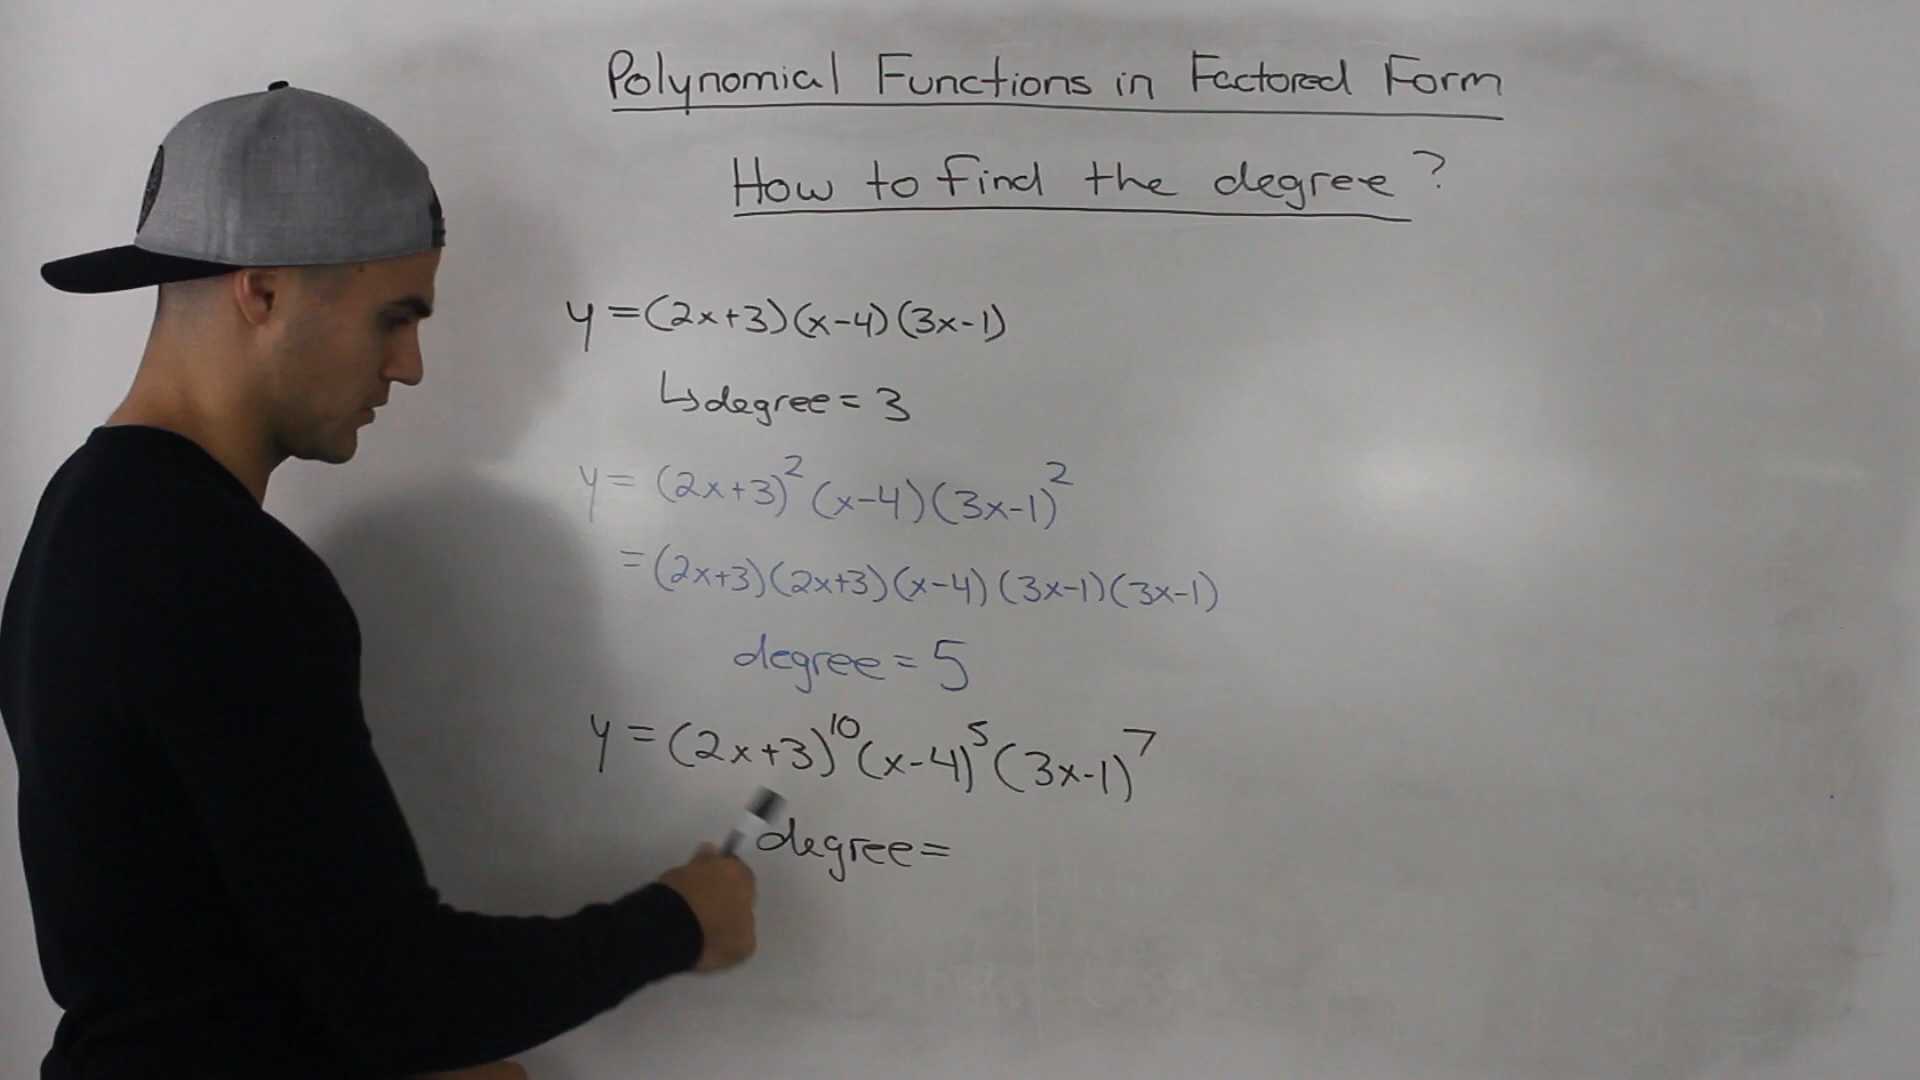 Polynomial Functions in Factored Form
How to find the degree?
y = (2x+3)(x-4)(3x-1)
↳degree = 3
y = (2x+3)²(x-4)(3x-1)²
= (2x+3)(2x+3)(x-4)(3x-1)(3x-1)
degree = 5
y = (2x+3)¹⁰(x-4)⁵(3x-1)⁷
degree =